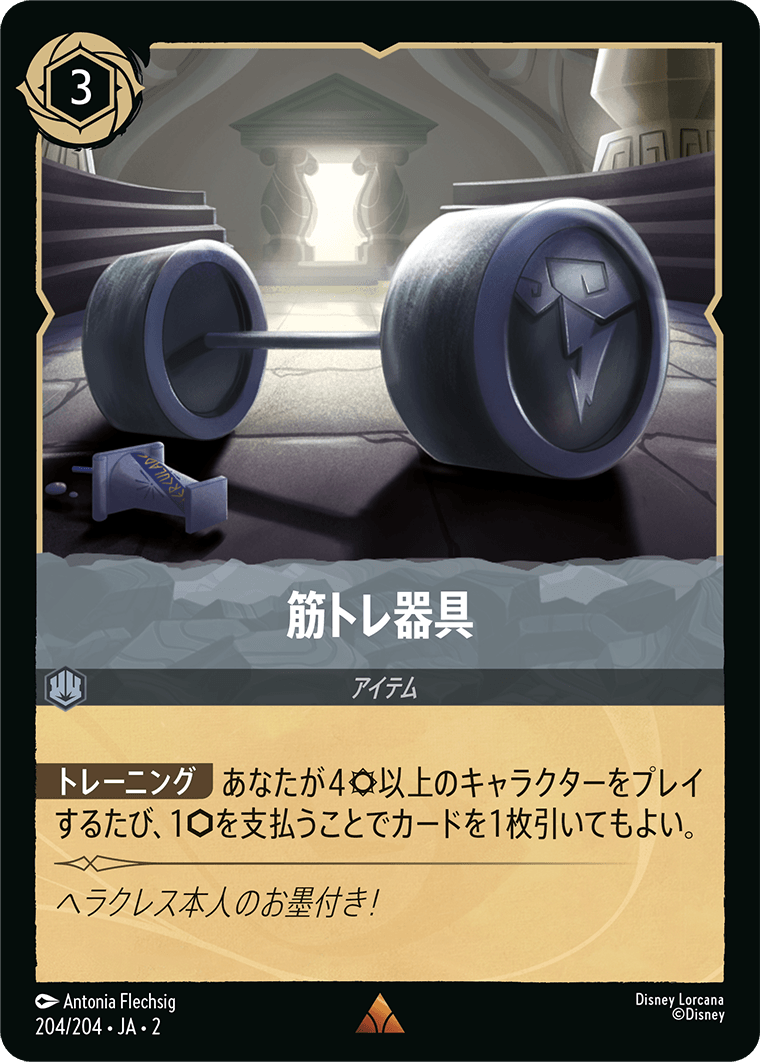 3
筋トレ器具
アイテム
トレーニング あなたが4以上のキャラクターをプレイ
するたび、1を支払うことでカードを1枚引いてもよい。
ヘラクレス本人のお墨付き!
Antonia Flechsig
204/204・JA・2
Disney Lorcana
©Disney